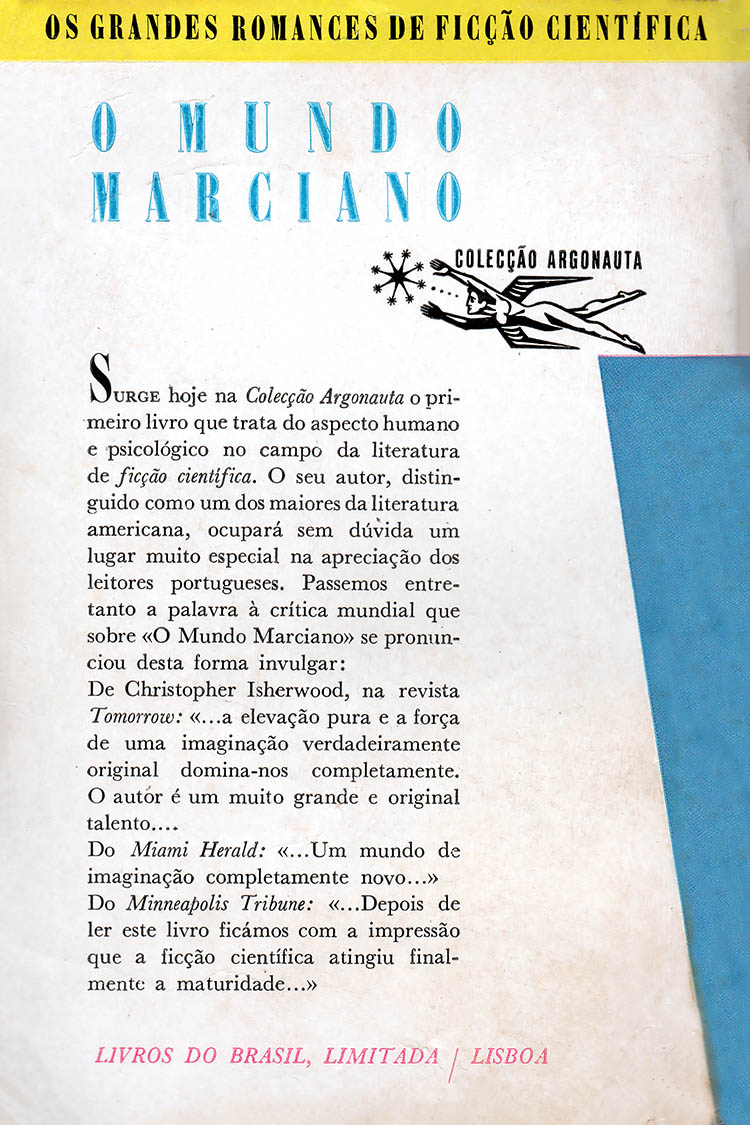 OS GRANDES ROMANCES DE FICÇÃO CIENTÍFICA
O MUNDO
MARCIANO
COLECÇÃO ARGONAUTA
SURGE hoje na Colecção Argonauta o pri-
meiro livro que trata do aspecto humano
e psicológico no campo da literatura
de ficção científica. O seu autor, distin-
guido como um dos maiores da literatura
americana, ocupará sem dúvida um
lugar muito especial na apreciação dos
leitores portugueses. Passemos entre-
tanto a palavra à crítica mundial que
sobre «O Mundo Marciano» se pronun-
ciou desta forma invulgar:
De Christopher Isherwood, na revista
Tomorrow: «...a elevação pura e a força
de uma imaginação verdadeiramente
original domina-nos completamente.
O autor é um muito grande e original
talento....
Do Miami Herald: «...Um mundo de
imaginação completamente novo...»
Do Minneapolis Tribune: «...Depois de
ler este livro ficámos com a impressão
que a ficção científica atingiu final-
mente a maturidade...»
LIVROS DO BRASIL, LIMITADA / LISBOA